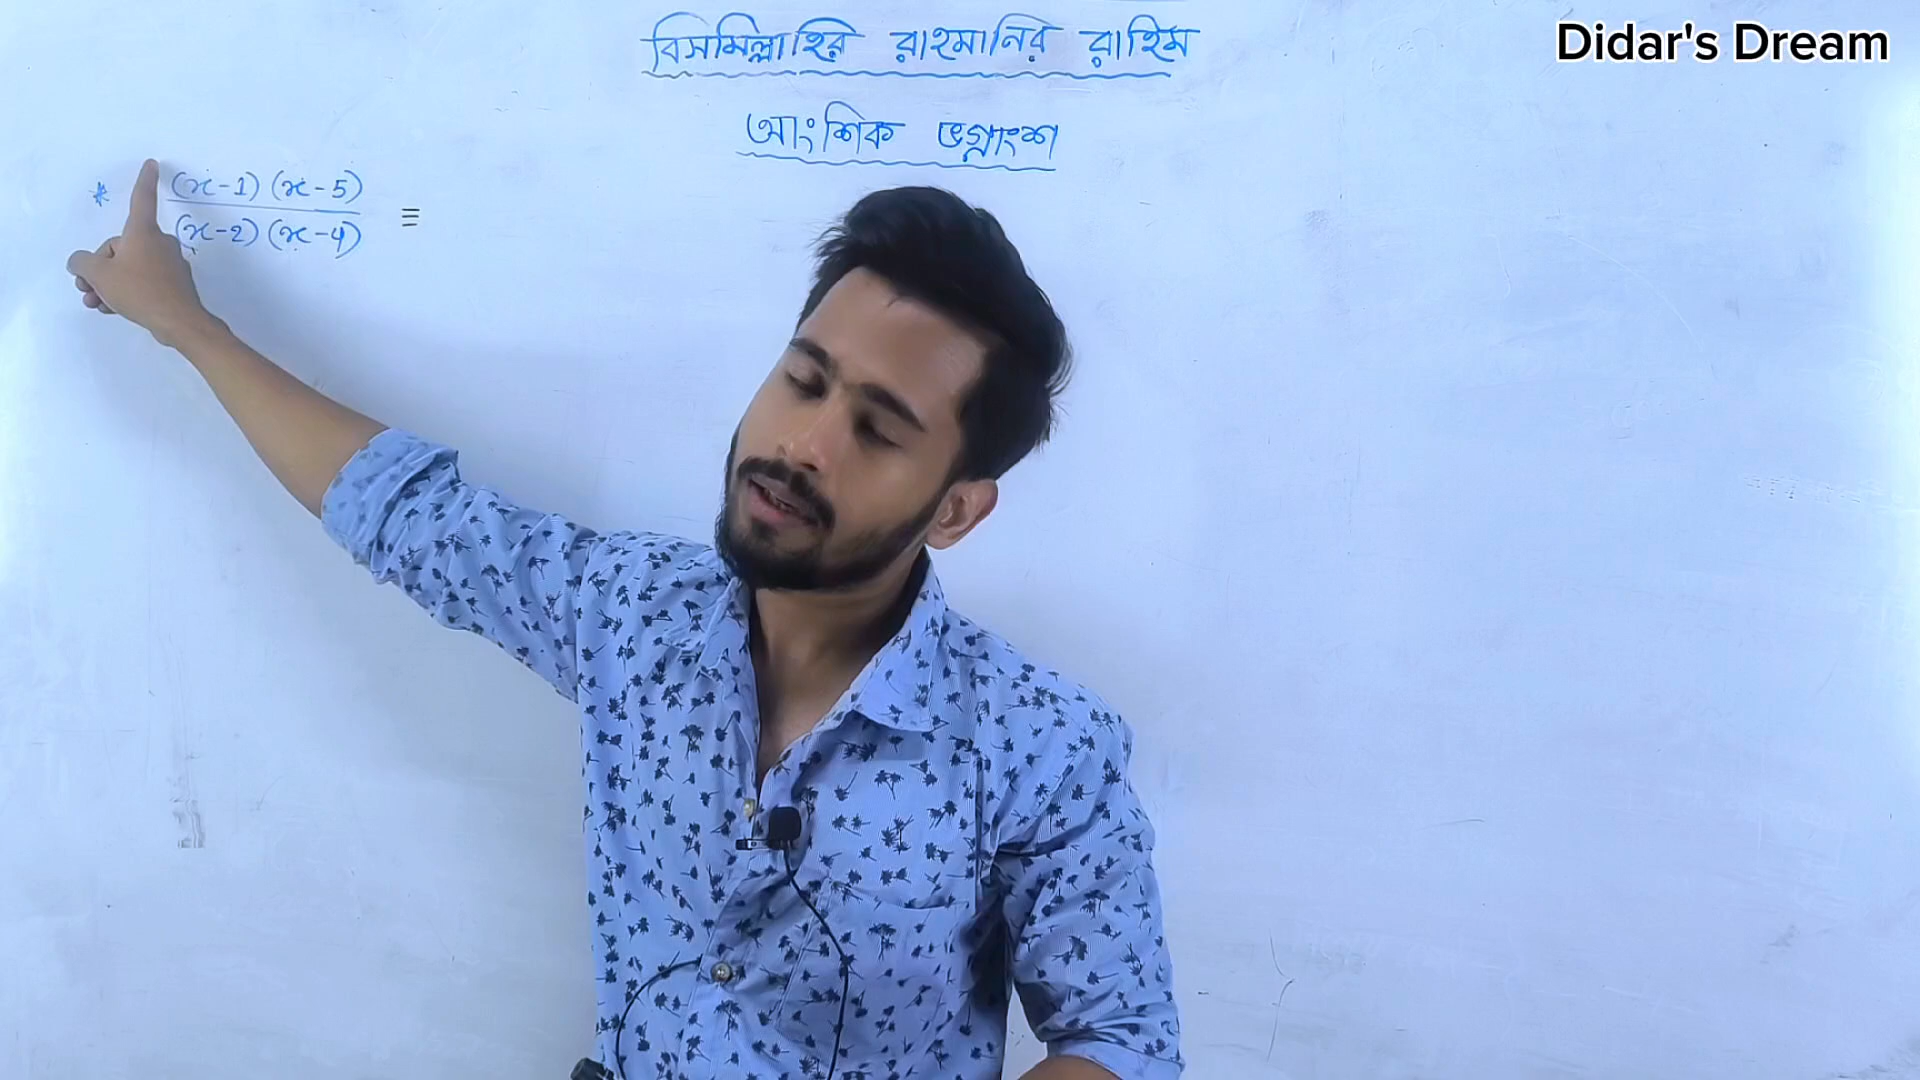 Didar's Dream
বিসমিল্লাহির রাহমানির রাহিম
আংশিক ভগ্নাংশ
* (x-1) (x-5)
(x-2) (x-4) ≡